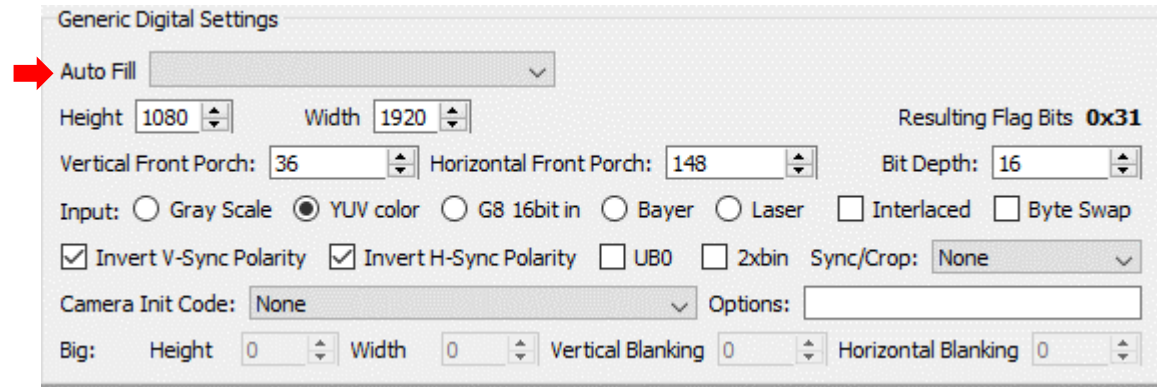 Generic Digital Settings
Auto Fill
Height 1080 Width 1920 Resulting Flag Bits 0x31
Vertical Front Porch: 36 Horizontal Front Porch: 148 Bit Depth: 16
Input: Gray Scale YUV color G8 16bit in Bayer Laser Interlaced Byte Swap
Invert V-Sync Polarity Invert H-Sync Polarity UB0 2xbin Sync/Crop: None
Camera Init Code: None Options:
Big: Height 0 Width 0 Vertical Blanking 0 Horizontal Blanking 0